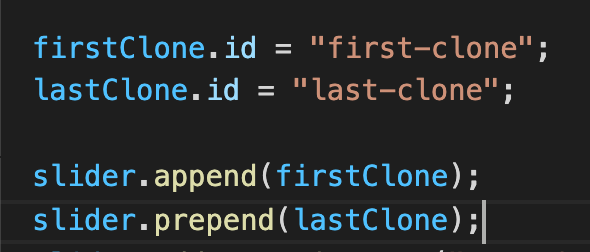 firstClone.id = "first-clone";
lastClone.id = "last-clone";
slider.append(firstClone);
slider.prepend(lastClone);